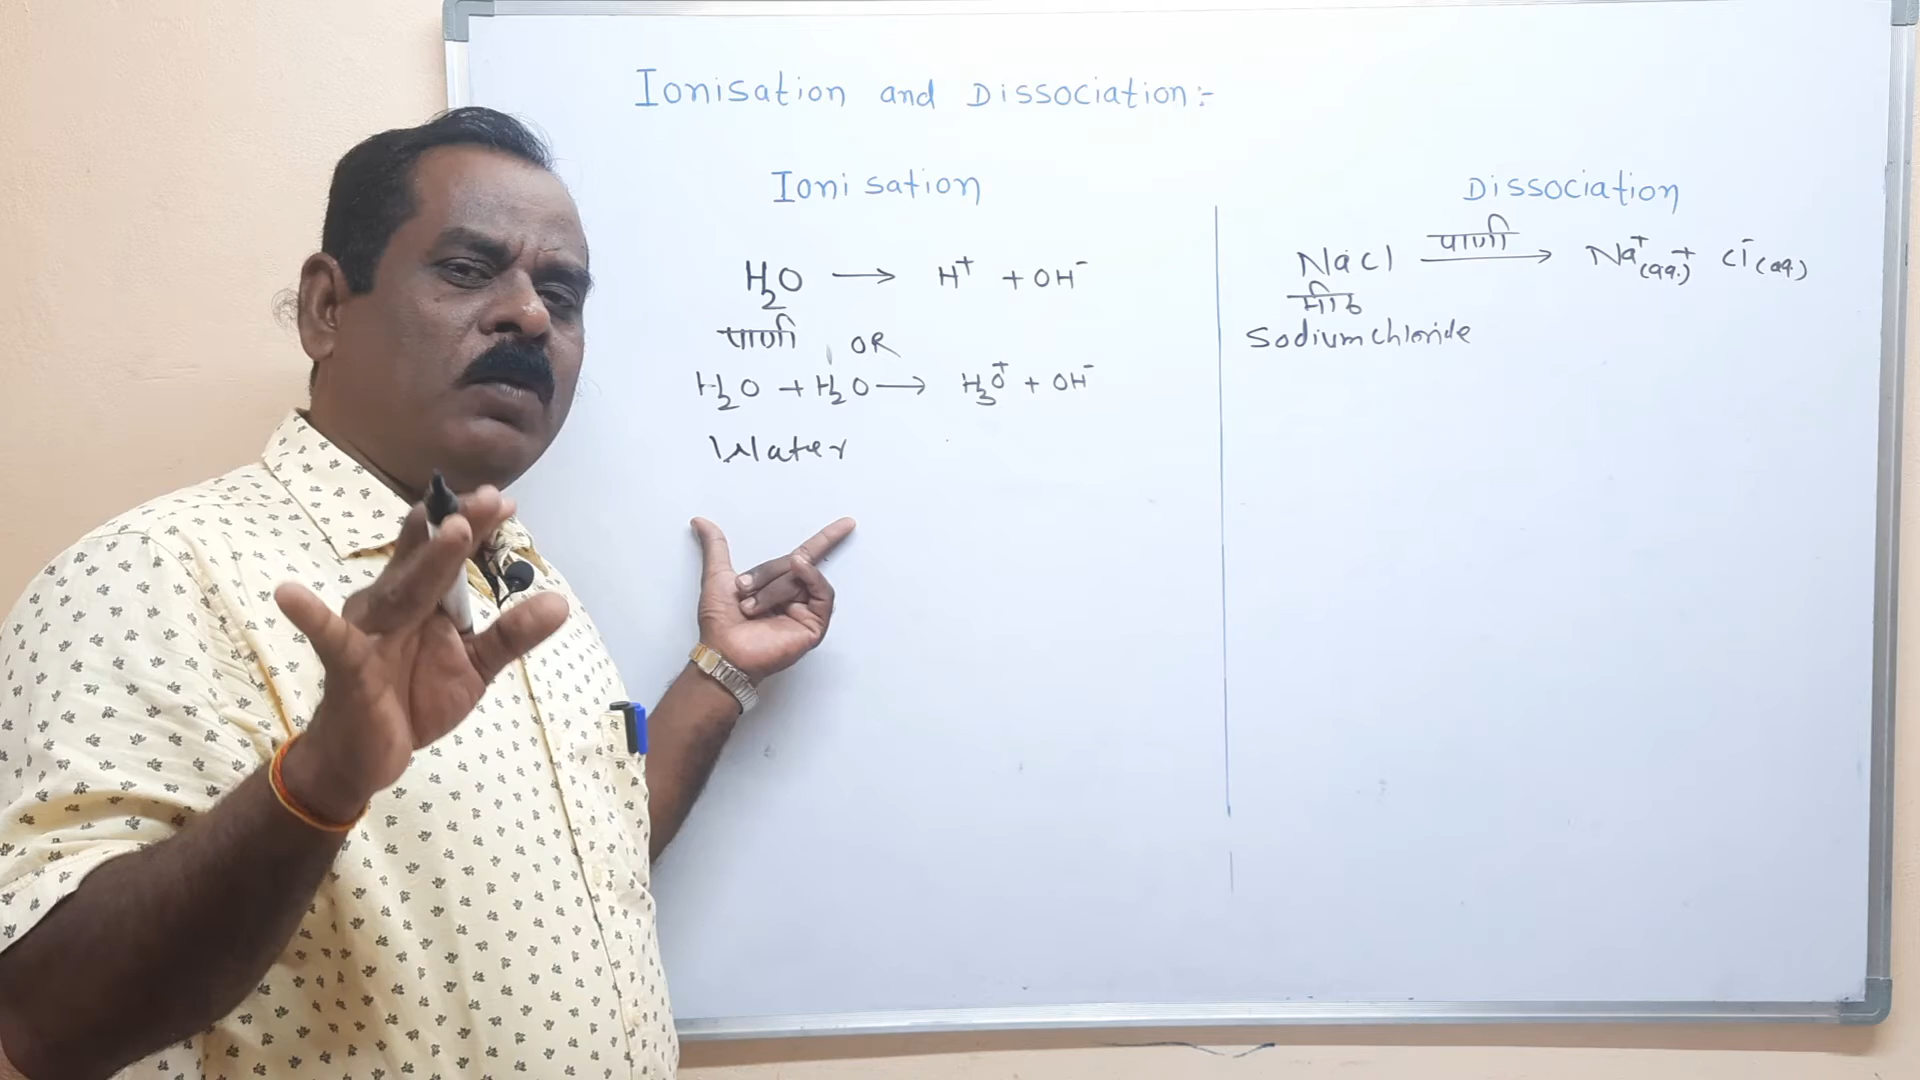 Ionisation and Dissociation:-
Ionisation
H₂O → H⁺ + OH⁻
पाणी OR
H₂O + H₂O → H₃O⁺ + OH⁻
Water
Dissociation
पाणी
NaCl → Na⁺(aq.) + Cl⁻(aq)
मीठ
Sodium chloride